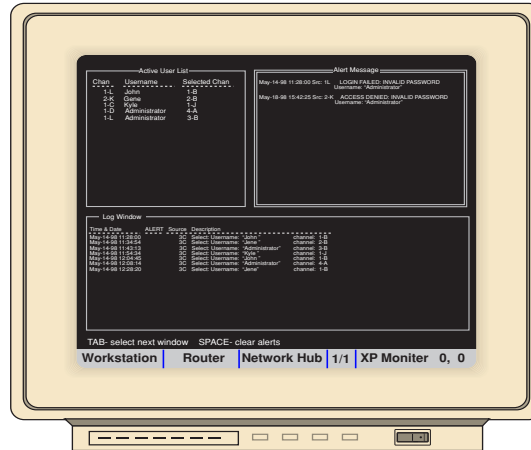 Active User List
Chan Username Selected Chan
1-L John 1-B
2-K Gene 2-B
1-C Kyle 1-J
1-D Administrator 4-A
1-L Administrator 3-B
Alert Message
May-14-98 11:28:00 Src: 1L LOGIN FAILED: INVALID PASSWORD
Username: "Administrator"
May-18-98 15:42:25 Src: 2-K ACCESS DENIED: INVALID PASSWORD
Username: "Administrator"
Log Window
Time & Date ALERT Source Description
May-14-98 11:28:00 3C Select: Username: "John " channel: 1-B
May-14-98 11:34:54 3C Select: Username: "Jene " channel: 2-B
May-14-98 11:43:13 3C Select: Username: "Administrator" channel: 3-B
May-14-98 11:54:34 3C Select: Username: "Kyle " channel: 1-J
May-14-98 12:04:45 3C Select: Username: "John " channel: 1-B
May-14-98 12:08:14 3C Select: Username: "Administrator" channel: 4-A
May-14-98 12:28:20 3C Select: Username: "Jene" channel: 1-B
TAB- select next window SPACE- clear alerts
Workstation Router Network Hub 1/1 XP Moniter 0, 0